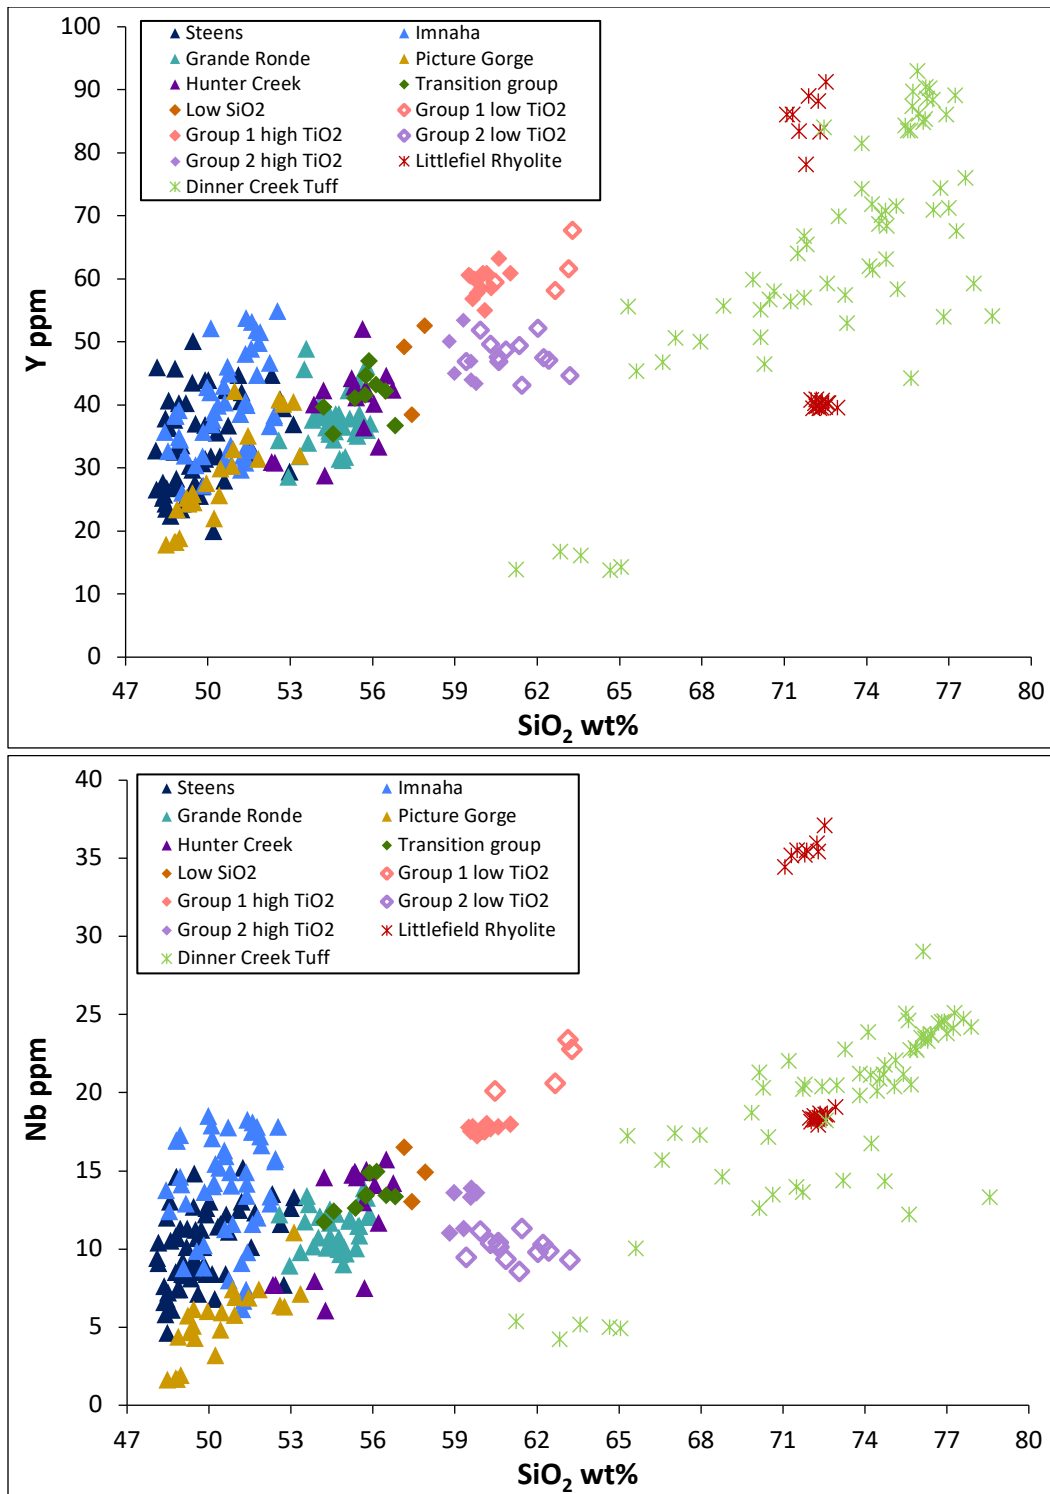 100
90
80
70
60
50
40
30
20
10
0
Y ppm
Steens Imnaha
Grande Ronde Picture Gorge
Hunter Creek Transition group
Low SiO2 Group 1 low TiO2
Group 1 high TiO2 Group 2 low TiO2
Group 2 high TiO2 Littlefiel Rhyolite
Dinner Creek Tuff
47 50 53 56 59 62 65 68 71 74 77 80
SiO₂ wt%
40
35
30
25
20
15
10
5
0
Nb ppm
Steens Imnaha
Grande Ronde Picture Gorge
Hunter Creek Transition group
Low SiO2 Group 1 low TiO2
Group 1 high TiO2 Group 2 low TiO2
Group 2 high TiO2 Littlefield Rhyolite
Dinner Creek Tuff
47 50 53 56 59 62 65 68 71 74 77 80
SiO₂ wt%